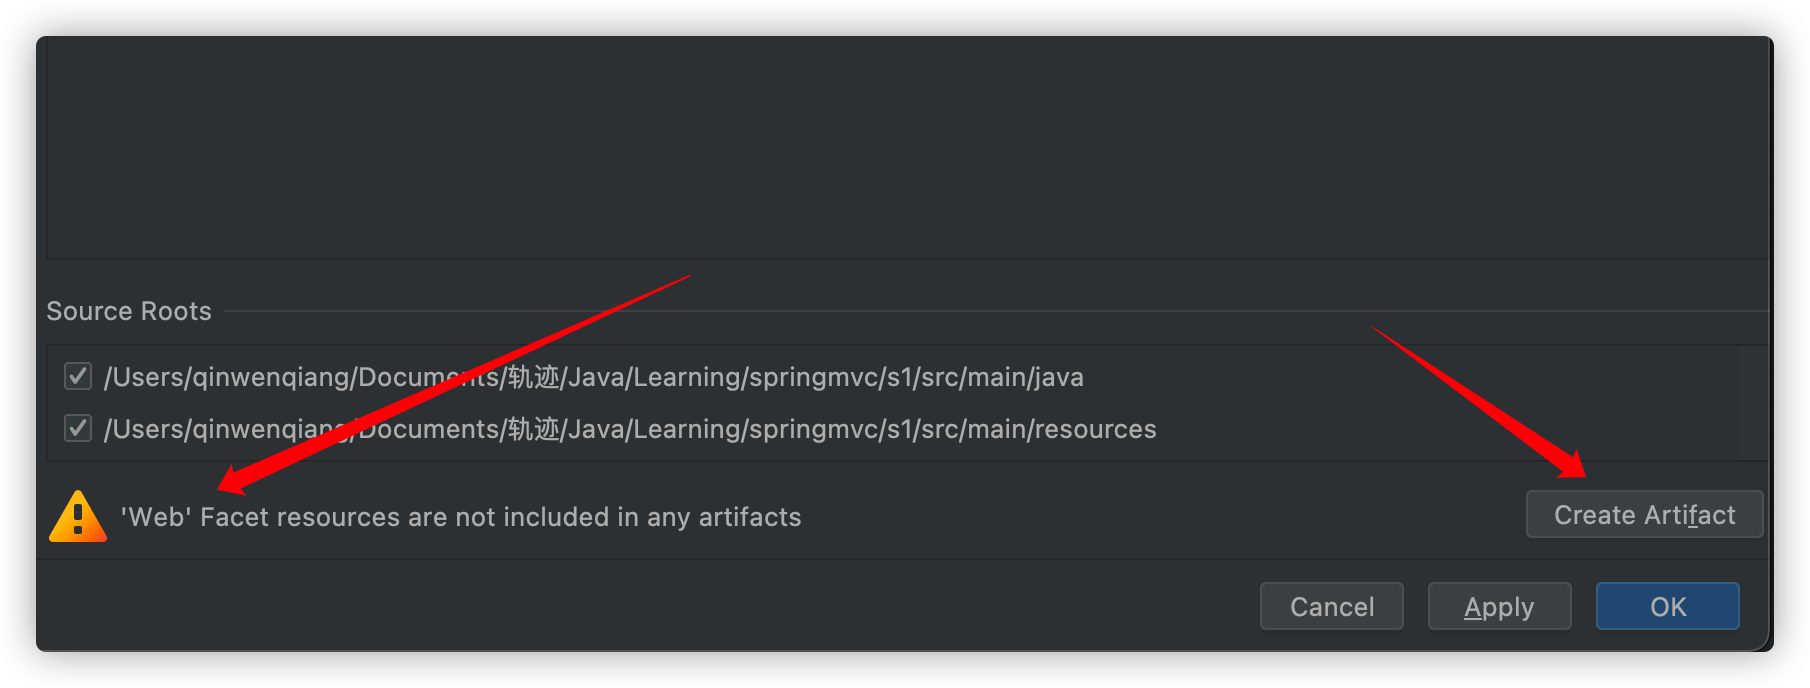 Source Roots
/Users/qinwenqiang/Documents/轨迹/Java/Learning/springmvc/s1/src/main/java
/Users/qinwenqiang/Documents/轨迹/Java/Learning/springmvc/s1/src/main/resources
'Web' Facet resources are not included in any artifacts
Create Artifact
Cancel
Apply
OK